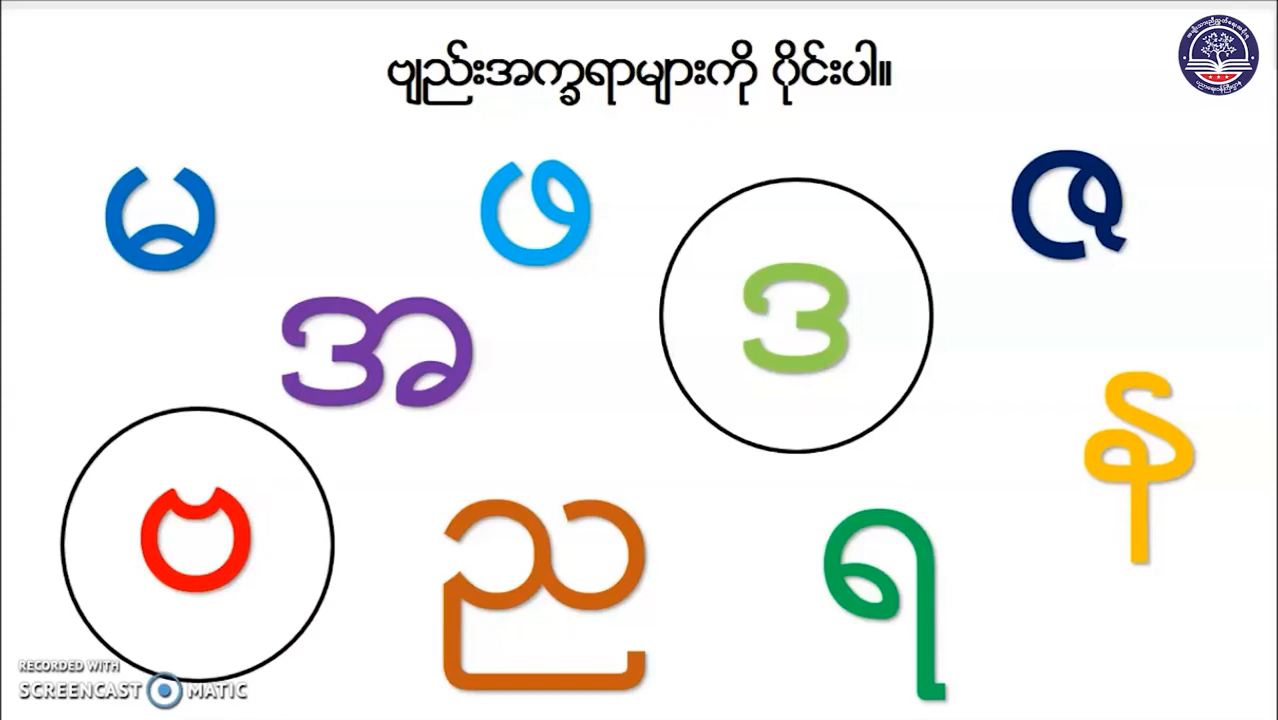 ဗျည်းအက္ခရာများကို ဝိုင်းပါ။
မ ဖ ဇ
အ ဒ
န
ဗ ည ရ
RECORDED WITH
SCREENCAST MATIC